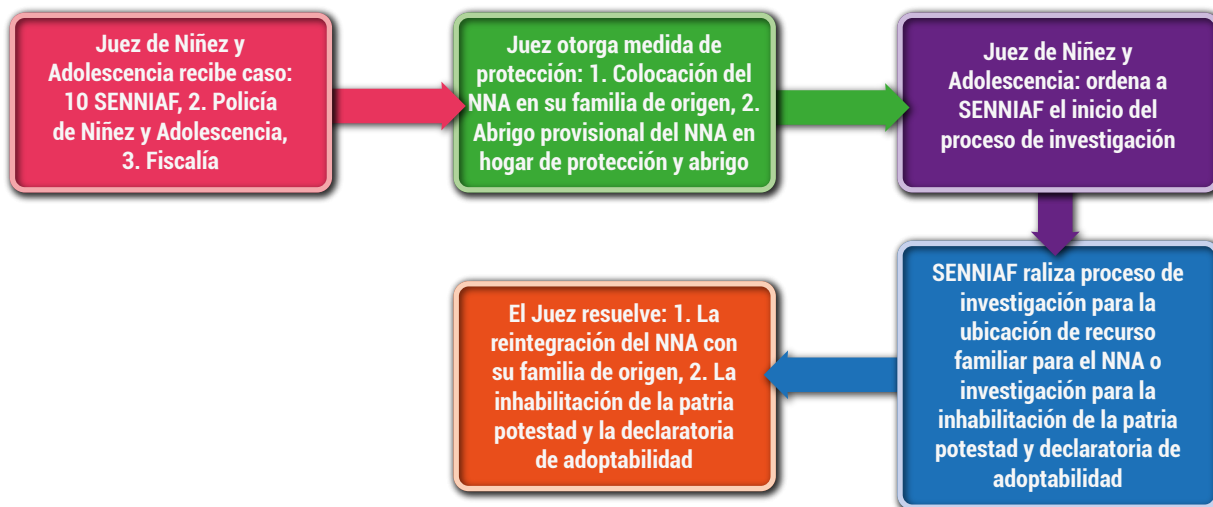 Juez de Niñez y
Adolescencia recibe caso:
10 SENNIAF, 2. Policía
de Niñez y Adolescencia,
3. Fiscalía
Juez otorga medida de
protección: 1. Colocación del
NNA en su familia de origen, 2.
Abrigo provisional del NNA en
hogar de protección y abrigo
Juez de Niñez y
Adolescencia: ordena a
SENNIAF el inicio del
proceso de investigación
SENNIAF raliza proceso de
investigación para la
ubicación de recurso
familiar para el NNA o
investigación para la
inhabilitación de la patria
potestad y declaratoria de
adoptabilidad
El Juez resuelve: 1. La
reintegración del NNA con
su familia de origen, 2. La
inhabilitación de la patria
potestad y la declaratoria
de adoptabilidad